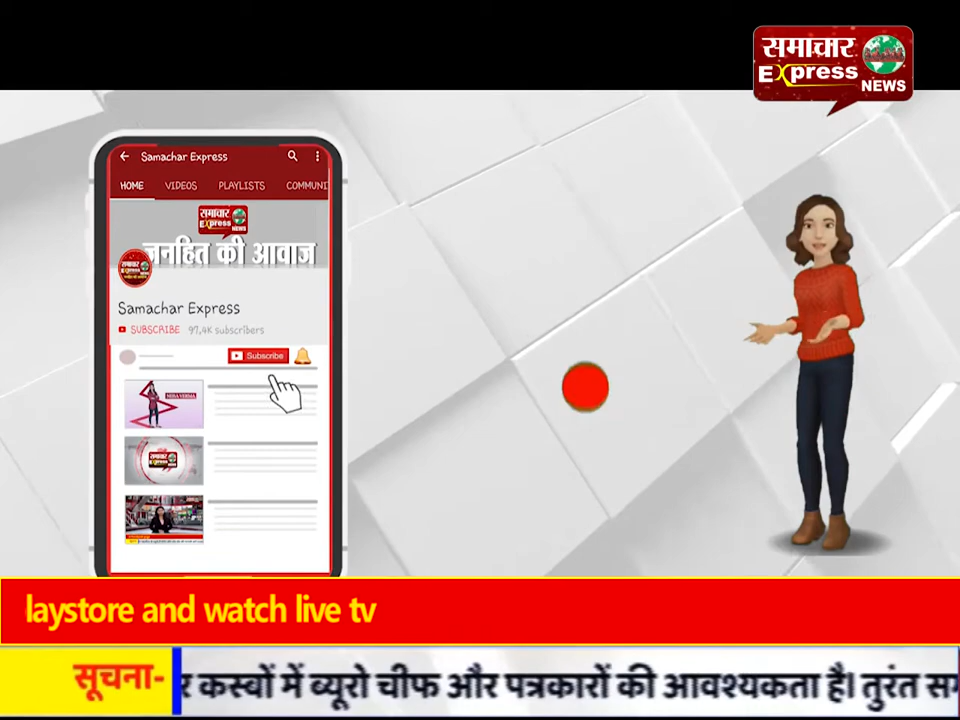 समाचार
Express
NEWS
Samachar Express
HOME VIDEOS PLAYLISTS COMMUNI
समाचार
Express
NEWS
जनहित की आवाज
Samachar Express
SUBSCRIBE 97,4K subscribers
Subscribe
laystore and watch live tv
सूचना-
र कस्बों में ब्यूरो चीफ और पत्रकारों की आवश्यकता है। तुरंत